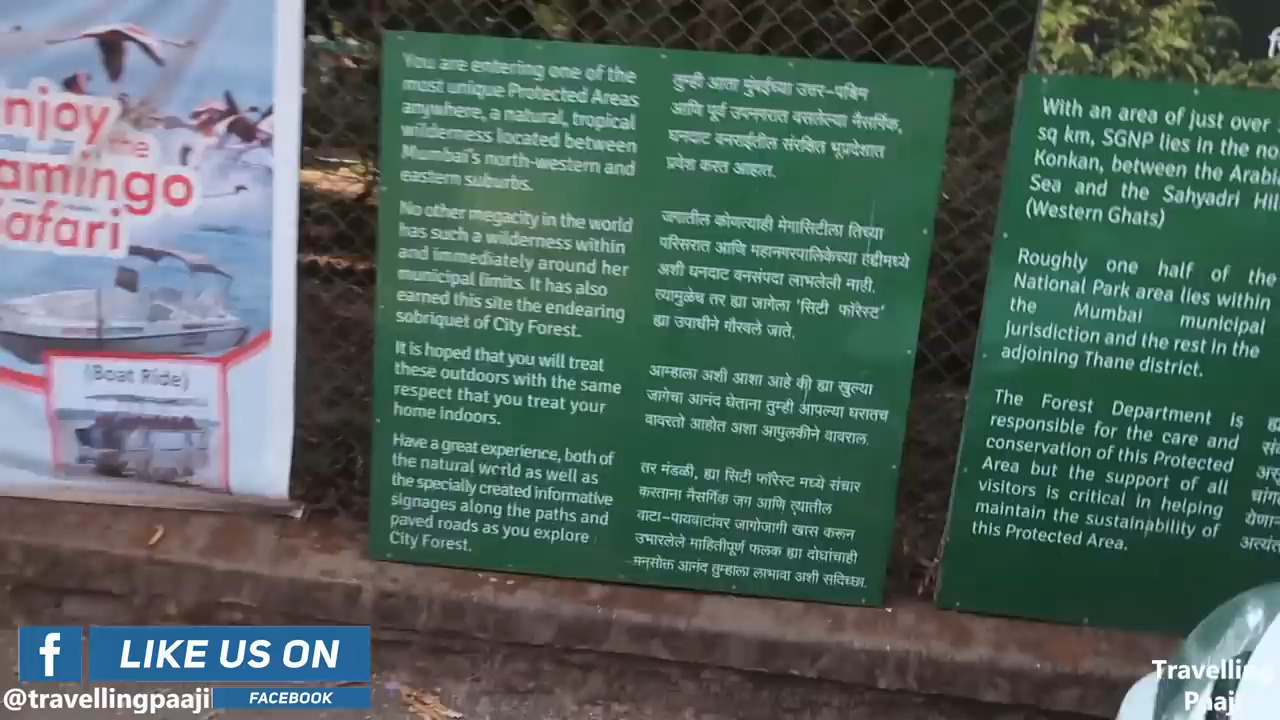 njoy
the
amingo
afari
(Boat Ride)
You are entering one of the
most unique Protected Areas
anywhere, a natural, tropical
wilderness located between
Mumbai's north-western and
eastern suburbs.
No other megacity in the world
has such a wilderness within
and immediately around her
municipal limits. It has also
earned this site the endearing
sobriquet of City Forest.
It is hoped that you will treat
these outdoors with the same
respect that you treat your
home indoors.
Have a great experience, both of
the natural world as well as
the specially created informative
signages along the paths and
paved roads as you explore
City Forest.
तुम्ही आता मुंबईच्या उत्तर-पश्चिम
आणि पूर्व उपनगरात वसलेल्या नैसर्गिक,
घनदाट वनराईतील संरक्षित भूप्रदेशात
प्रवेश करत आहात.
जगातील कोणत्याही मेगासिटीला तिच्या
परिसरात आणि महानगरपालिकेच्या हद्दीमध्ये
अशी घनदाट वनसंपदा लाभलेली नाही.
त्यामुळेच तर ह्या जागेला 'सिटी फॉरेस्ट'
ह्या उपाधीने गौरवले जाते.
आम्हाला अशी आशा आहे की ह्या खुल्या
जागेचा आनंद घेताना तुम्ही आपल्या घरातच
वावरतो आहोत अशा आपुलकीने वावराल.
तर मंडळी, ह्या सिटी फॉरेस्ट मध्ये संचार
करताना नैसर्गिक जग आणि त्यातील
वाटा-पायवाटांवर जागोजागी खास करून
उभारलेले माहितीपूर्ण फलक ह्या दोघांचाही
मनसोक्त आनंद तुम्हाला लाभावा अशी सदिच्छा.
With an area of just over
sq km, SGNP lies in the no
Konkan, between the Arabi
Sea and the Sahyadri Hil
(Western Ghats)
Roughly one half of the
National Park area lies within
the Mumbai municipal
jurisdiction and the rest in the
adjoining Thane district.
The Forest Department is
responsible for the care and
conservation of this Protected
Area but the support of all
visitors is critical in helping
maintain the sustainability of
this Protected Area.
f LIKE US ON
@travellingpaaji FACEBOOK
Travelling
Paaji